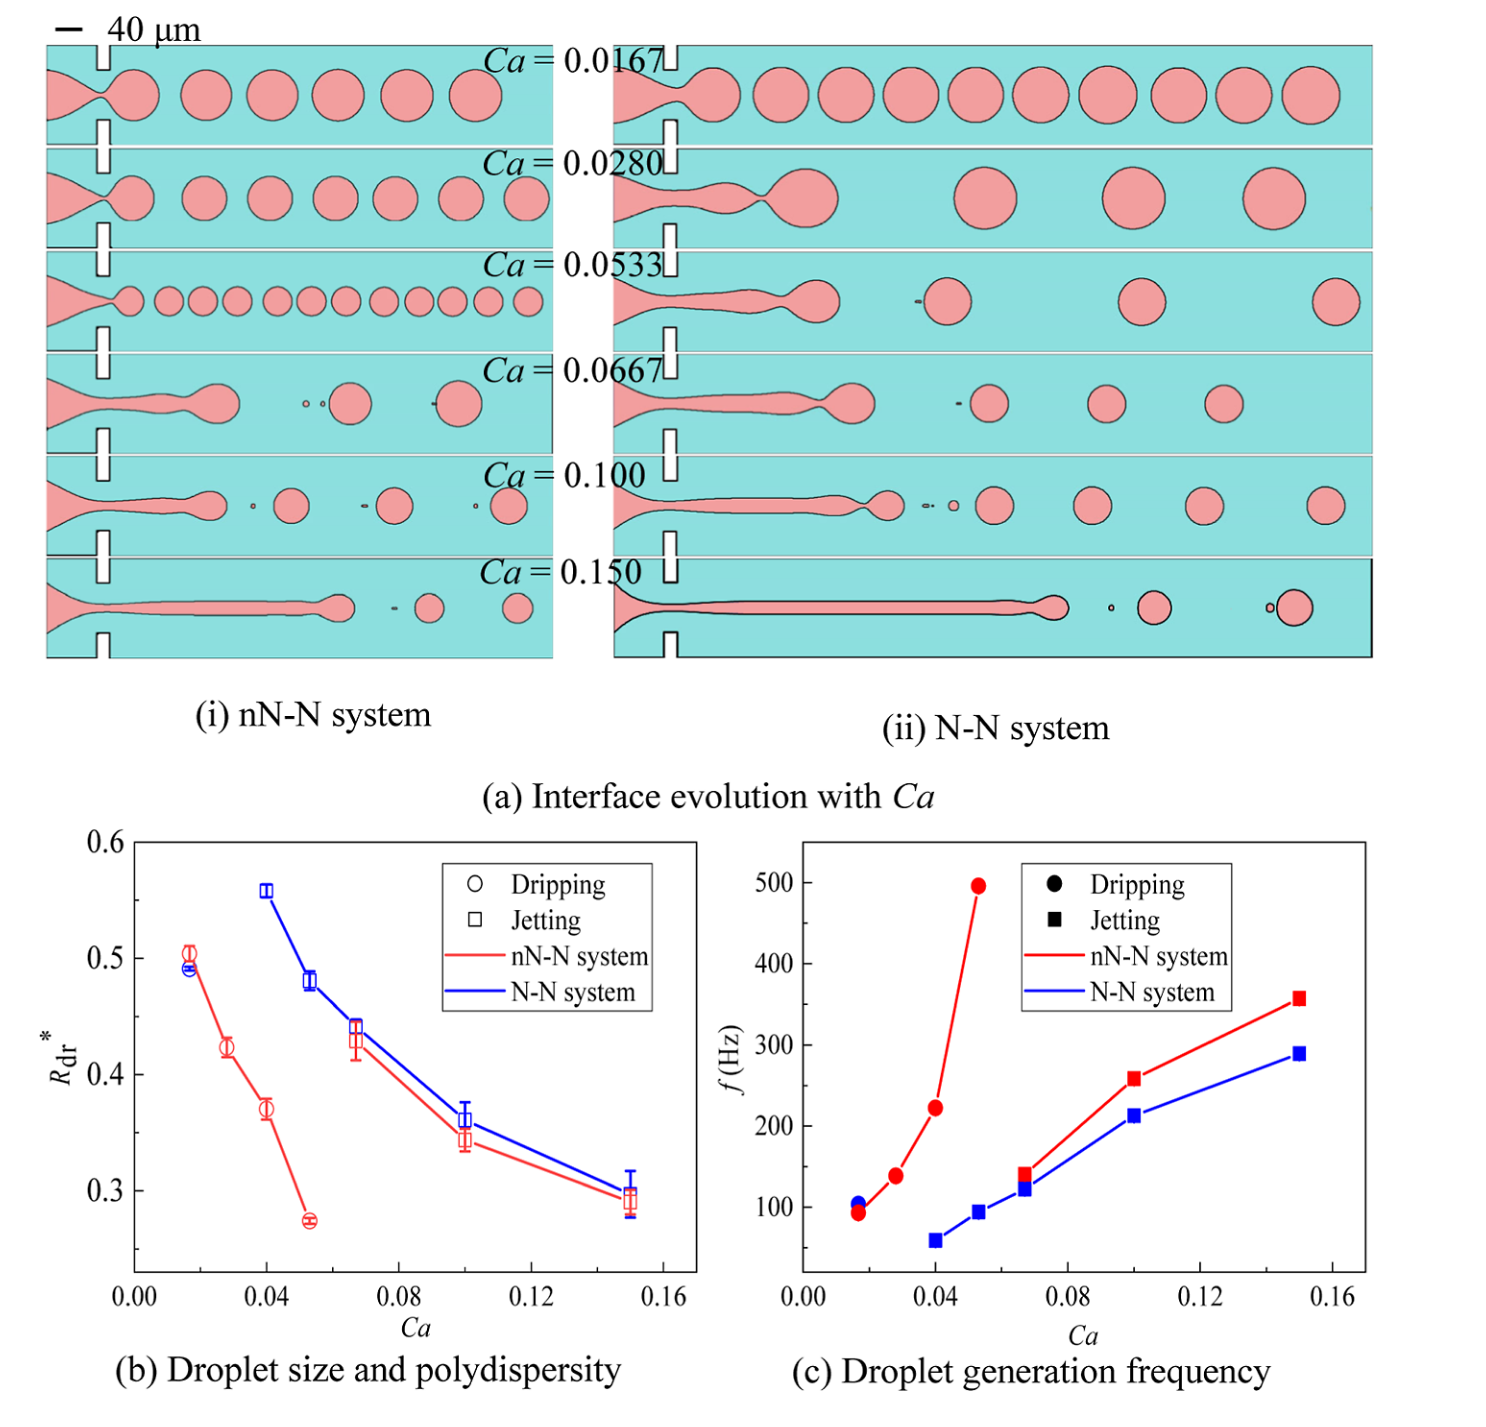 40 μm
Ca = 0.0167
Ca = 0.0280
Ca = 0.0533
Ca = 0.0667
Ca = 0.100
Ca = 0.150
(i) nN-N system
(ii) N-N system
(a) Interface evolution with Ca
0.6
0.5
0.4
0.3
R*dr
Dripping
Jetting
nN-N system
N-N system
0.00 0.04 0.08 0.12 0.16
Ca
(b) Droplet size and polydispersity
500
400
300
200
100
f (Hz)
Dripping
Jetting
nN-N system
N-N system
0.00 0.04 0.08 0.12 0.16
Ca
(c) Droplet generation frequency